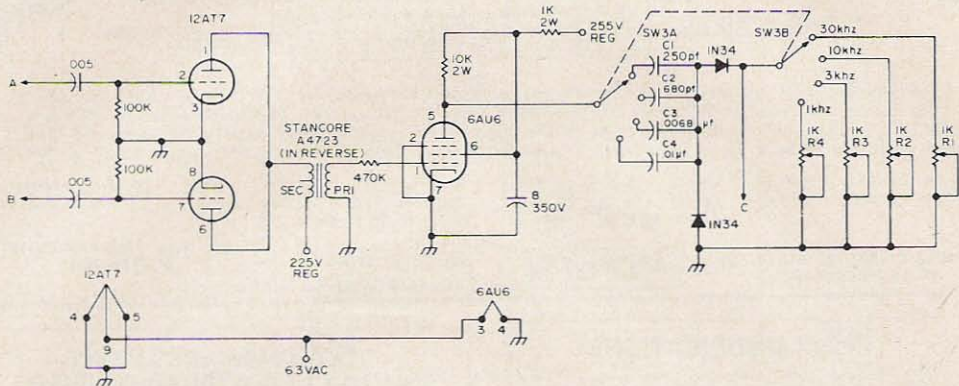 12AT7
A
.005
1
2
3
100K
100K
B
.005
8
7
6
STANCORE
A4723
(IN REVERSE)
SEC
PRI
225V
REG
470K
10K
2W
1K
2W
255V
REG
6AU6
5
2
1
6
7
8
350V
SW3A
C1
250pf
C2
680pf
C3
.0068 µf
C4
.01µf
1N34
1N34
C
SW3B
30khz
10khz
3khz
1khz
1K
R4
1K
R3
1K
R2
1K
R1
12AT7
4
5
9
6.3VAC
6AU6
3
4